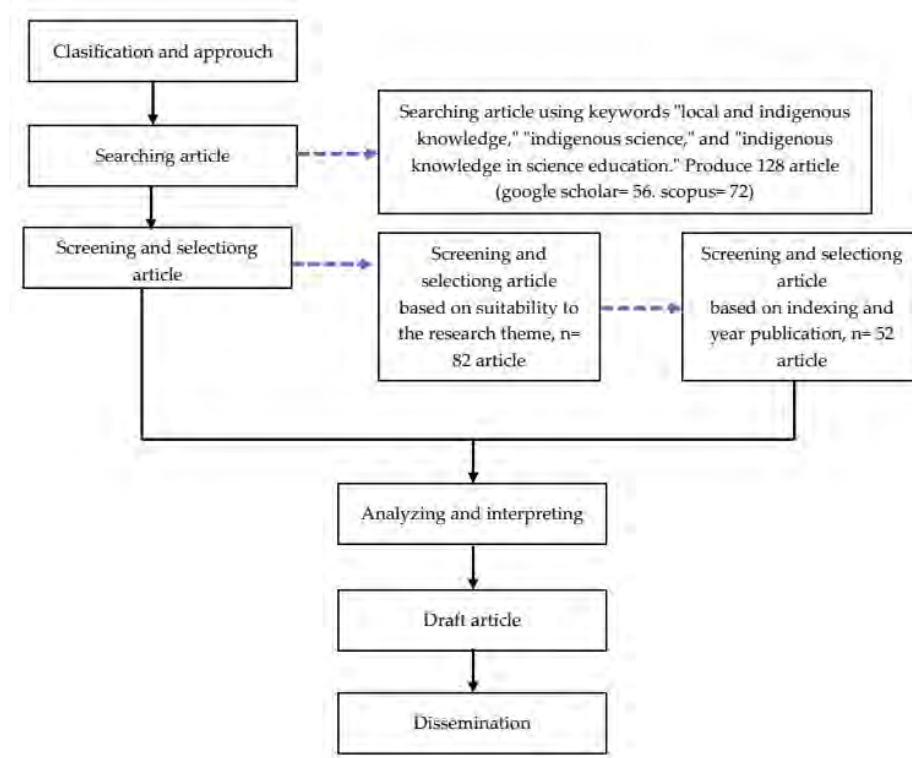 Clasification and approuch
Searching article
Searching article using keywords "local and indigenous
knowledge," "indigenous science," and "indigenous
knowledge in science education." Produce 128 article
(google scholar= 56. scopus= 72)
Screening and selectiong
article
Screening and
selectiong article
based on suitability to
the research theme, n=
82 article
Screening and selectiong
article
based on indexing and
year publication, n= 52
article
Analyzing and interpreting
Draft article
Dissemination